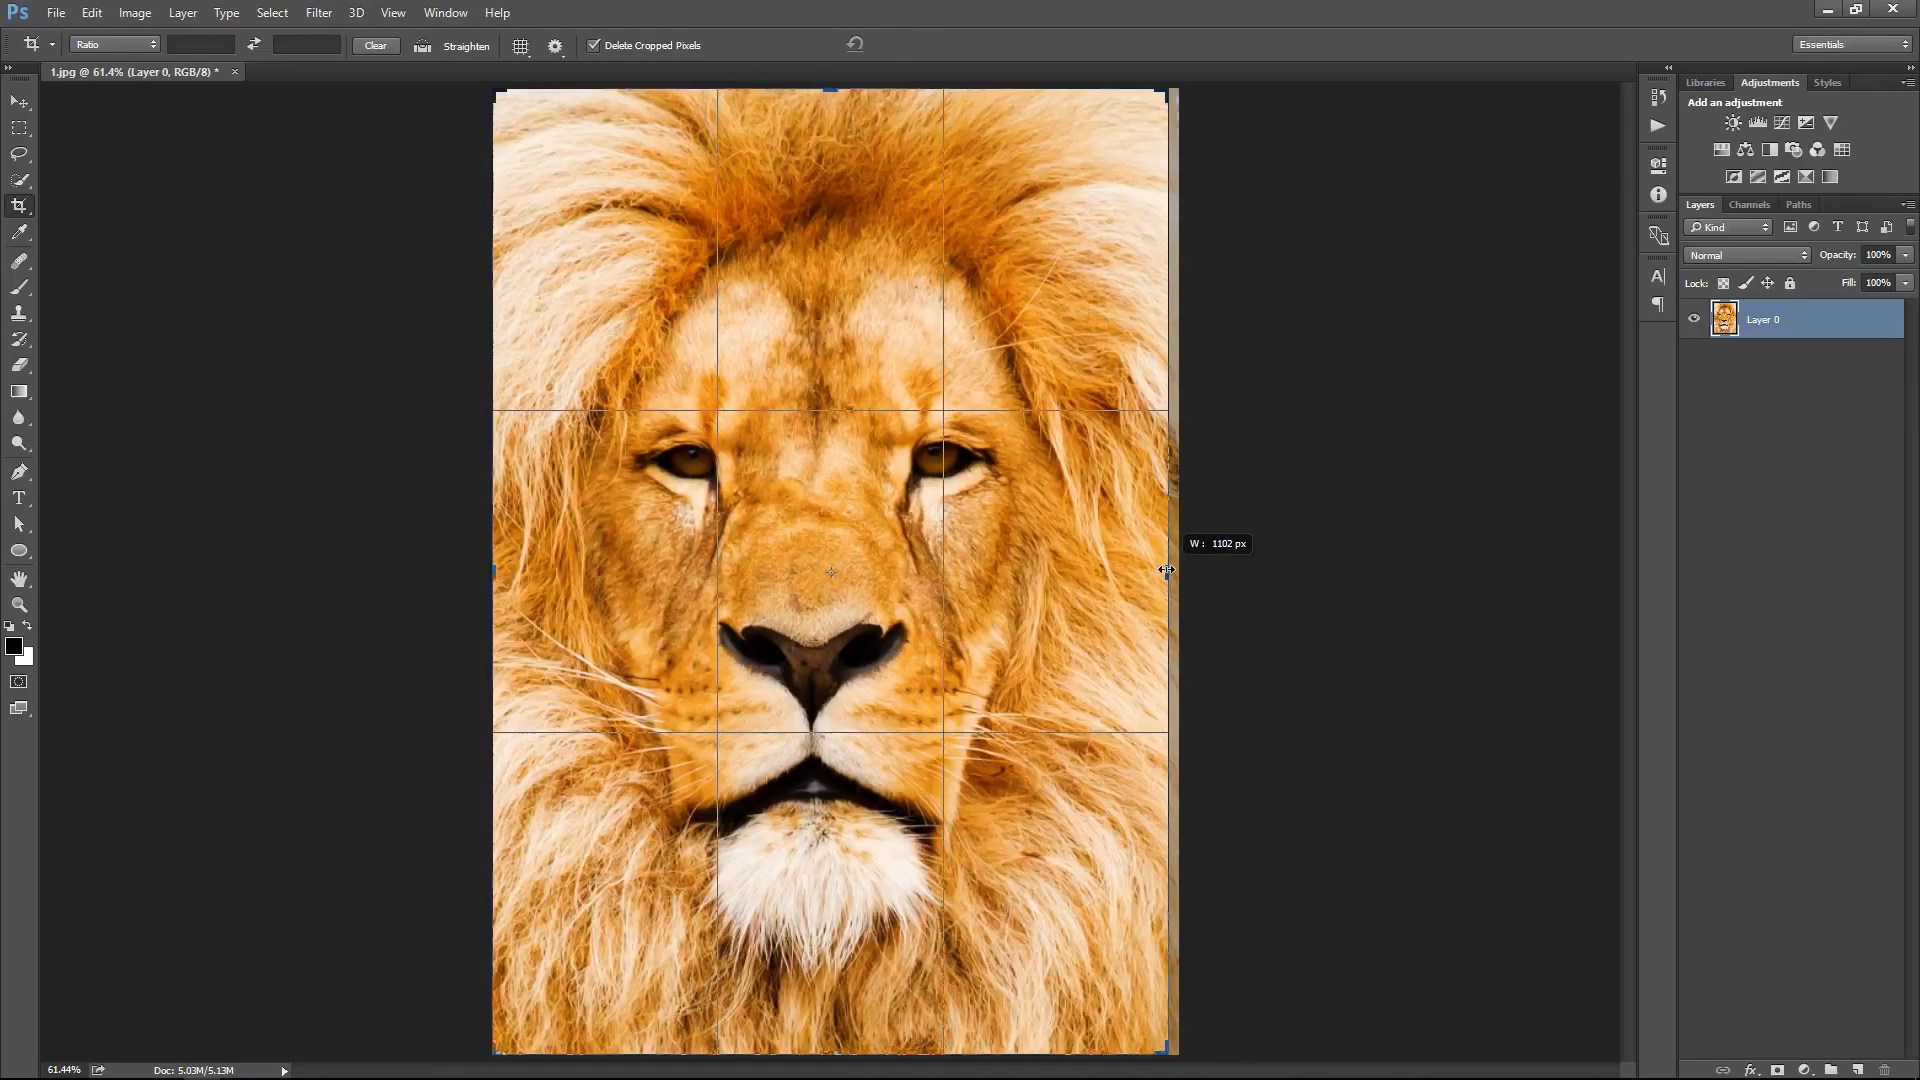 Ps File Edit Image Layer Type Select Filter 3D View Window Help
Ratio Clear Straighten Delete Cropped Pixels Essentials
1.jpg @ 61.4% (Layer 0, RGB/8) *
Libraries Adjustments Styles
Add an adjustment
Layers Channels Paths
Kind
Normal Opacity: 100%
Lock: Fill: 100%
Layer 0
W: 1102 px
61.44% Doc: 5.03M/5.13M